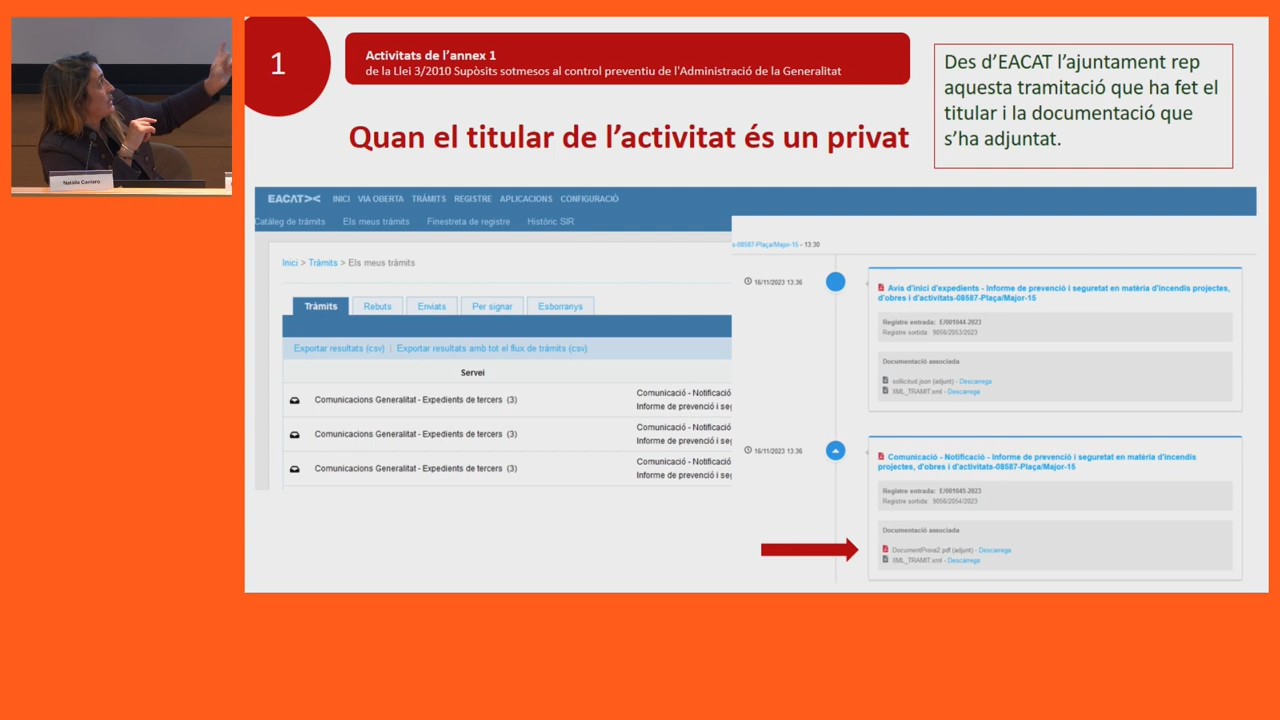 1
Activitats de l'annex 1
de la Llei 3/2010 Supòsits sotmesos al control preventiu de l'Administració de la Generalitat
Des d'EACAT l'ajuntament rep
aquesta tramitació que ha fet el
titular i la documentació que
s'ha adjuntat.
Quan el titular de l'activitat és un privat
Natàlia Carriero
EACAT
INICI VIA OBERTA TRÀMITS REGISTRE APLICACIONS CONFIGURACIÓ
Catàleg de tràmits Els meus tràmits Finestreta de registre Històric SIR
Inici > Tràmits > Els meus tràmits
Tràmits Rebuts Enviats Per signar Esborranys
Exportar resultats (csv) | Exportar resultats amb tot el flux de tràmits (csv)
Servei
Comunicacions Generalitat - Expedients de tercers (3)
Comunicació - Notificació
Informe de prevenció i seg
Comunicacions Generalitat - Expedients de tercers (3)
Comunicació - Notificació
Informe de prevenció i seg
Comunicacions Generalitat - Expedients de tercers (3)
Comunicació - Notificació
Informe de prevenció i seg
s-08587-Plaça/Major-15 - 13:30
16/11/2023 13:36
Avis d'inici d'expedients - Informe de prevenció i seguretat en matèria d'incendis projectes,
d'obres i d'activitats-08587-Plaça/Major-15
Registre entrada: E/001044-2023
Registre sortida: 9056/2053/2023
Documentació associada
sollicitud.json (adjunt) - Descarrega
XML_TRAMIT.xml - Descarrega
16/11/2023 13:36
Comunicació - Notificació - Informe de prevenció i seguretat en matèria d'incendis
projectes, d'obres i d'activitats-08587-Plaça/Major-15
Registre entrada: E/001045-2023
Registre sortida: 9056/2054/2023
Documentació associada
DocumentProva2.pdf (adjunt) - Descarrega
XML_TRAMIT.xml - Descarrega